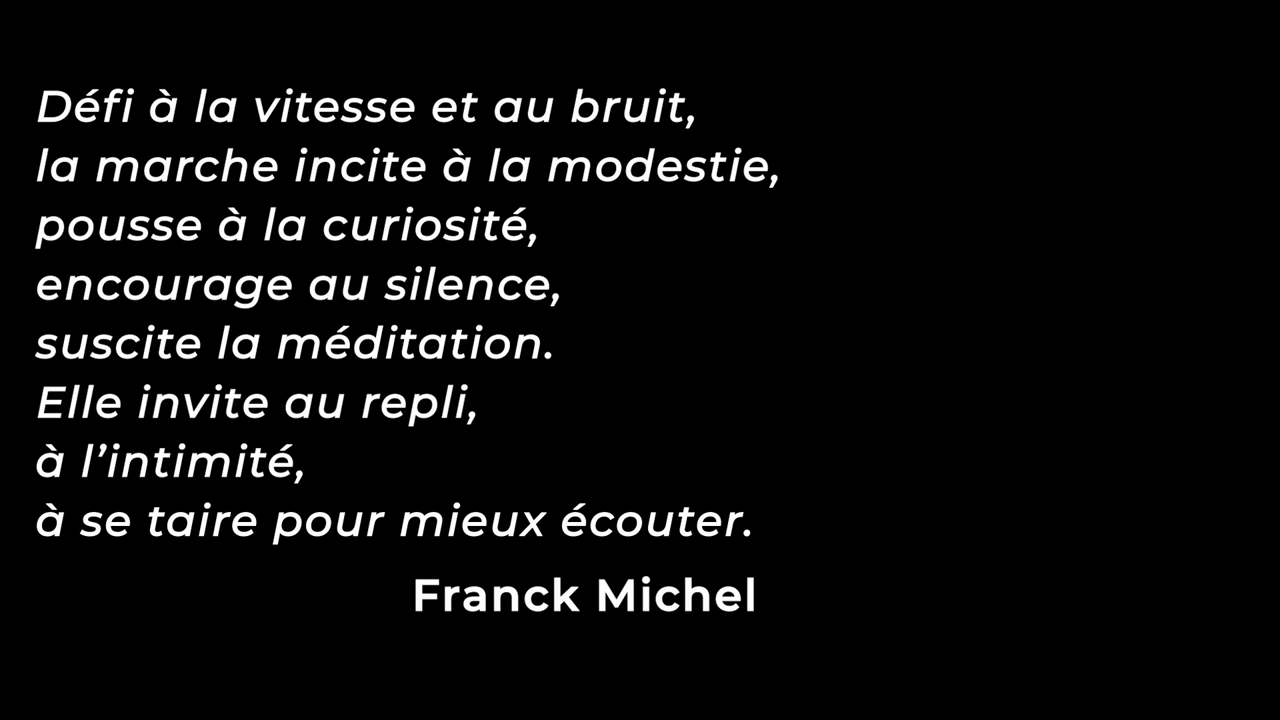 Défi à la vitesse et au bruit,
la marche incite à la modestie,
pousse à la curiosité,
encourage au silence,
suscite la méditation.
Elle invite au repli,
à l’intimité,
à se taire pour mieux écouter.
Franck Michel